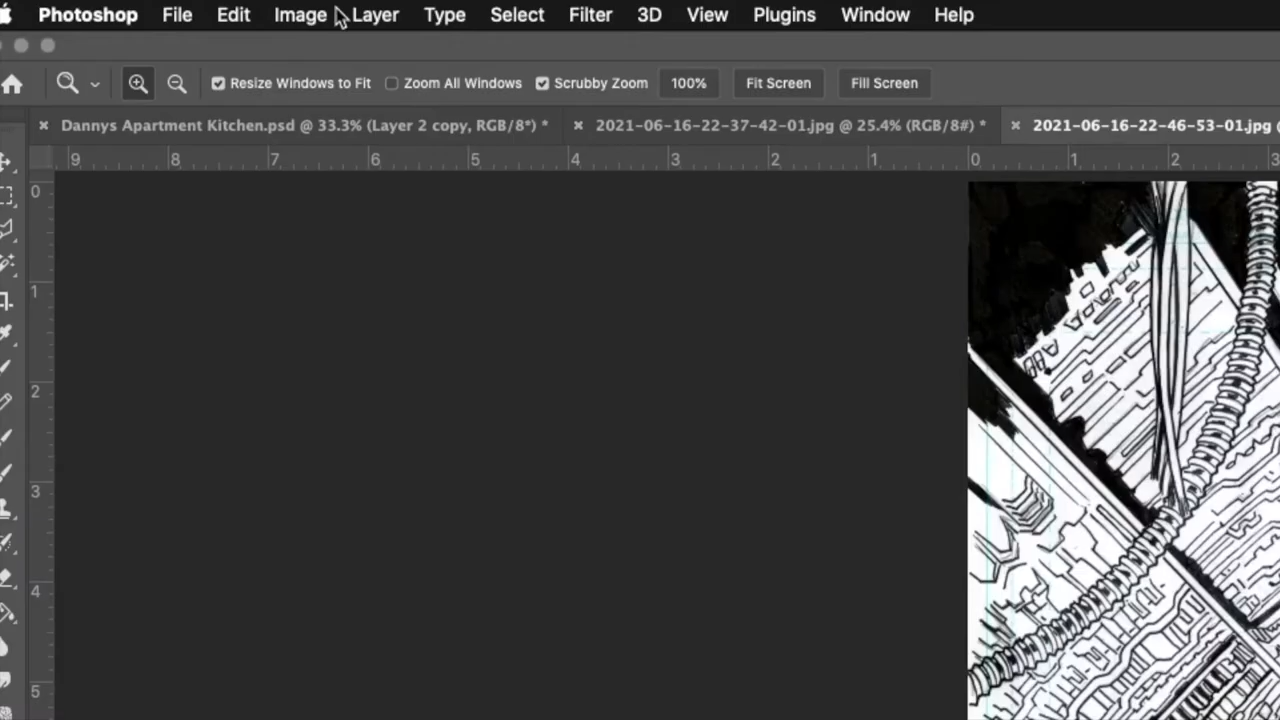 Photoshop File Edit Image Layer Type Select Filter 3D View Plugins Window Help
Resize Windows to Fit Zoom All Windows Scrubby Zoom 100% Fit Screen Fill Screen
Dannys Apartment Kitchen.psd @ 33.3% (Layer 2 copy, RGB/8*) * 2021-06-16-22-37-42-01.jpg @ 25.4% (RGB/8#) * 2021-06-16-22-46-53-01.jpg (
9 8 7 6 5 4 3 2 1 0 1 2 3
0
1
2
3
4
5